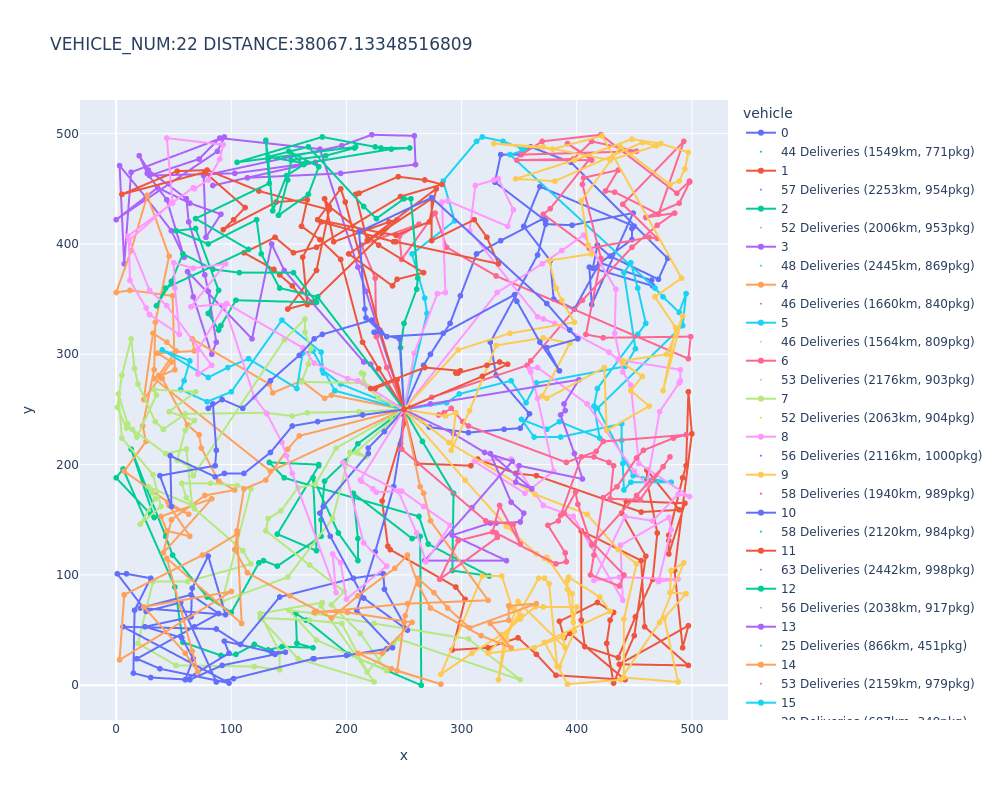 VEHICLE_NUM:22 DISTANCE:38067.13348516809
vehicle
0
44 Deliveries (1549km, 771pkg)
1
57 Deliveries (2253km, 954pkg)
2
52 Deliveries (2006km, 953pkg)
3
48 Deliveries (2445km, 869pkg)
4
46 Deliveries (1660km, 840pkg)
5
46 Deliveries (1564km, 809pkg)
6
53 Deliveries (2176km, 903pkg)
7
52 Deliveries (2063km, 904pkg)
8
56 Deliveries (2116km, 1000pkg)
9
58 Deliveries (1940km, 989pkg)
10
58 Deliveries (2120km, 984pkg)
11
63 Deliveries (2442km, 998pkg)
12
56 Deliveries (2038km, 917pkg)
13
25 Deliveries (866km, 451pkg)
14
53 Deliveries (2159km, 979pkg)
15
500
400
300
200
100
0
y
0 100 200 300 400 500
x